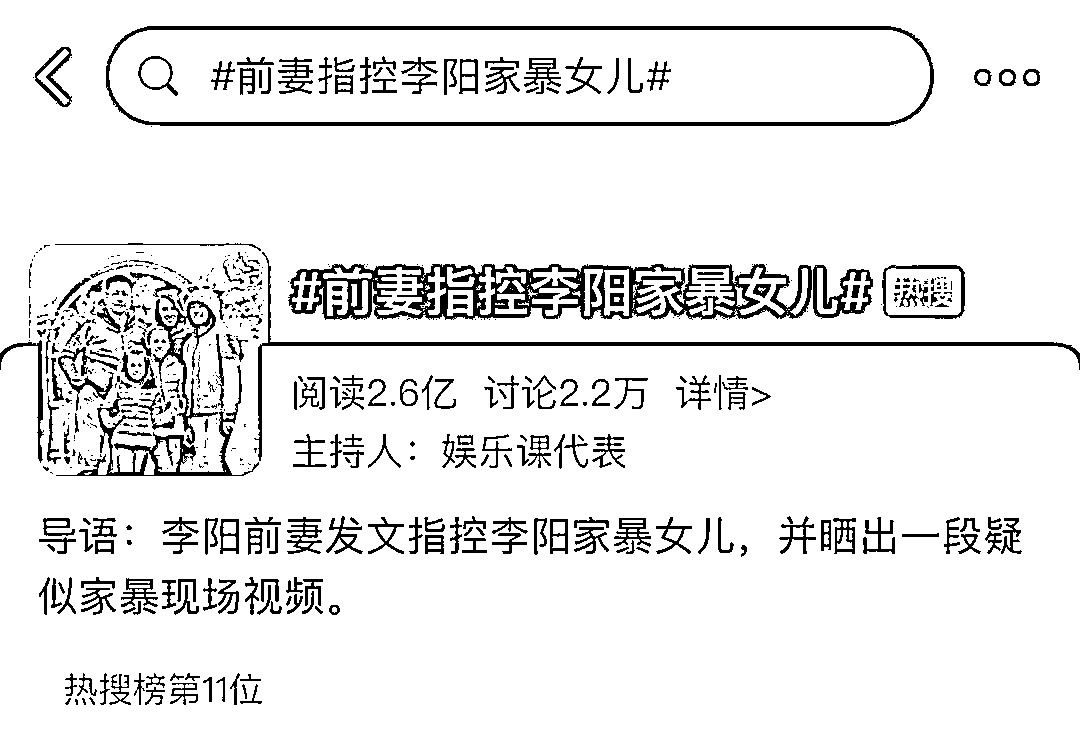 #前妻指控李阳家暴女儿#
#前妻指控李阳家暴女儿# 热搜
阅读2.6亿 讨论2.2万 详情>
主持人：娱乐课代表
导语：李阳前妻发文指控李阳家暴女儿，并晒出一段疑
似家暴现场视频。
热搜榜第11位